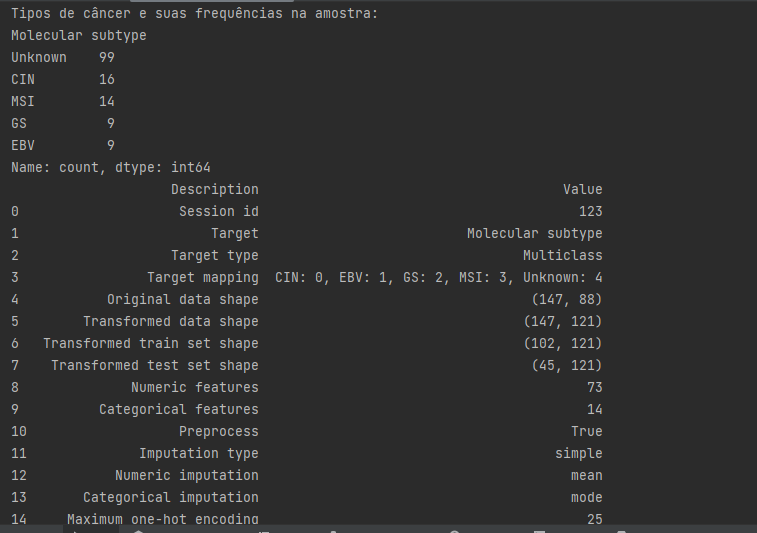 Tipos de câncer e suas frequências na amostra:
Molecular subtype
Unknown    99
CIN        16
MSI        14
GS          9
EBV         9
Name: count, dtype: int64
                    Description                                      Value
0                    Session id                                        123
1                        Target                          Molecular subtype
2                   Target type                                 Multiclass
3                Target mapping  CIN: 0, EBV: 1, GS: 2, MSI: 3, Unknown: 4
4           Original data shape                                  (147, 88)
5        Transformed data shape                                 (147, 121)
6   Transformed train set shape                                 (102, 121)
7    Transformed test set shape                                  (45, 121)
8              Numeric features                                         73
9          Categorical features                                         14
10                   Preprocess                                       True
11              Imputation type                                     simple
12           Numeric imputation                                       mean
13       Categorical imputation                                       mode
14     Maximum one-hot encoding                                         25